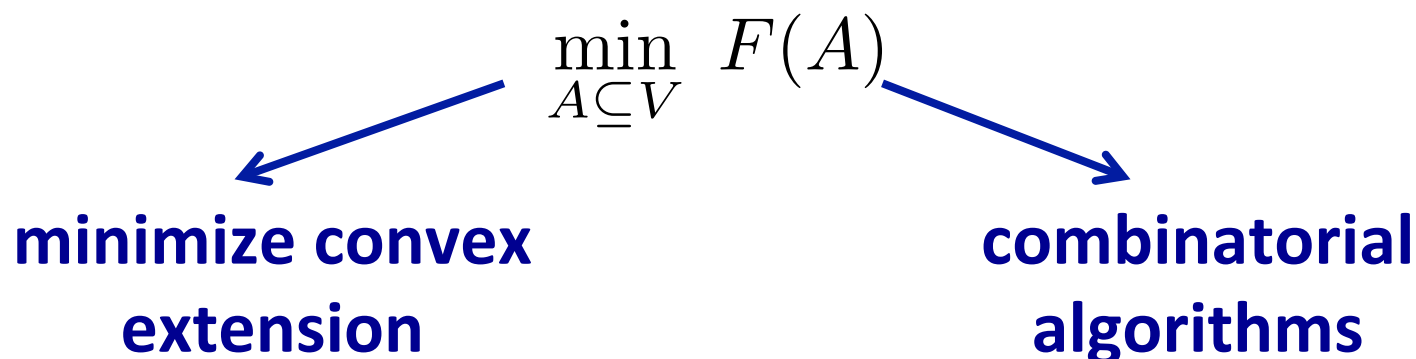 min F(A)
A⊆V
minimize convex
extension
combinatorial
algorithms